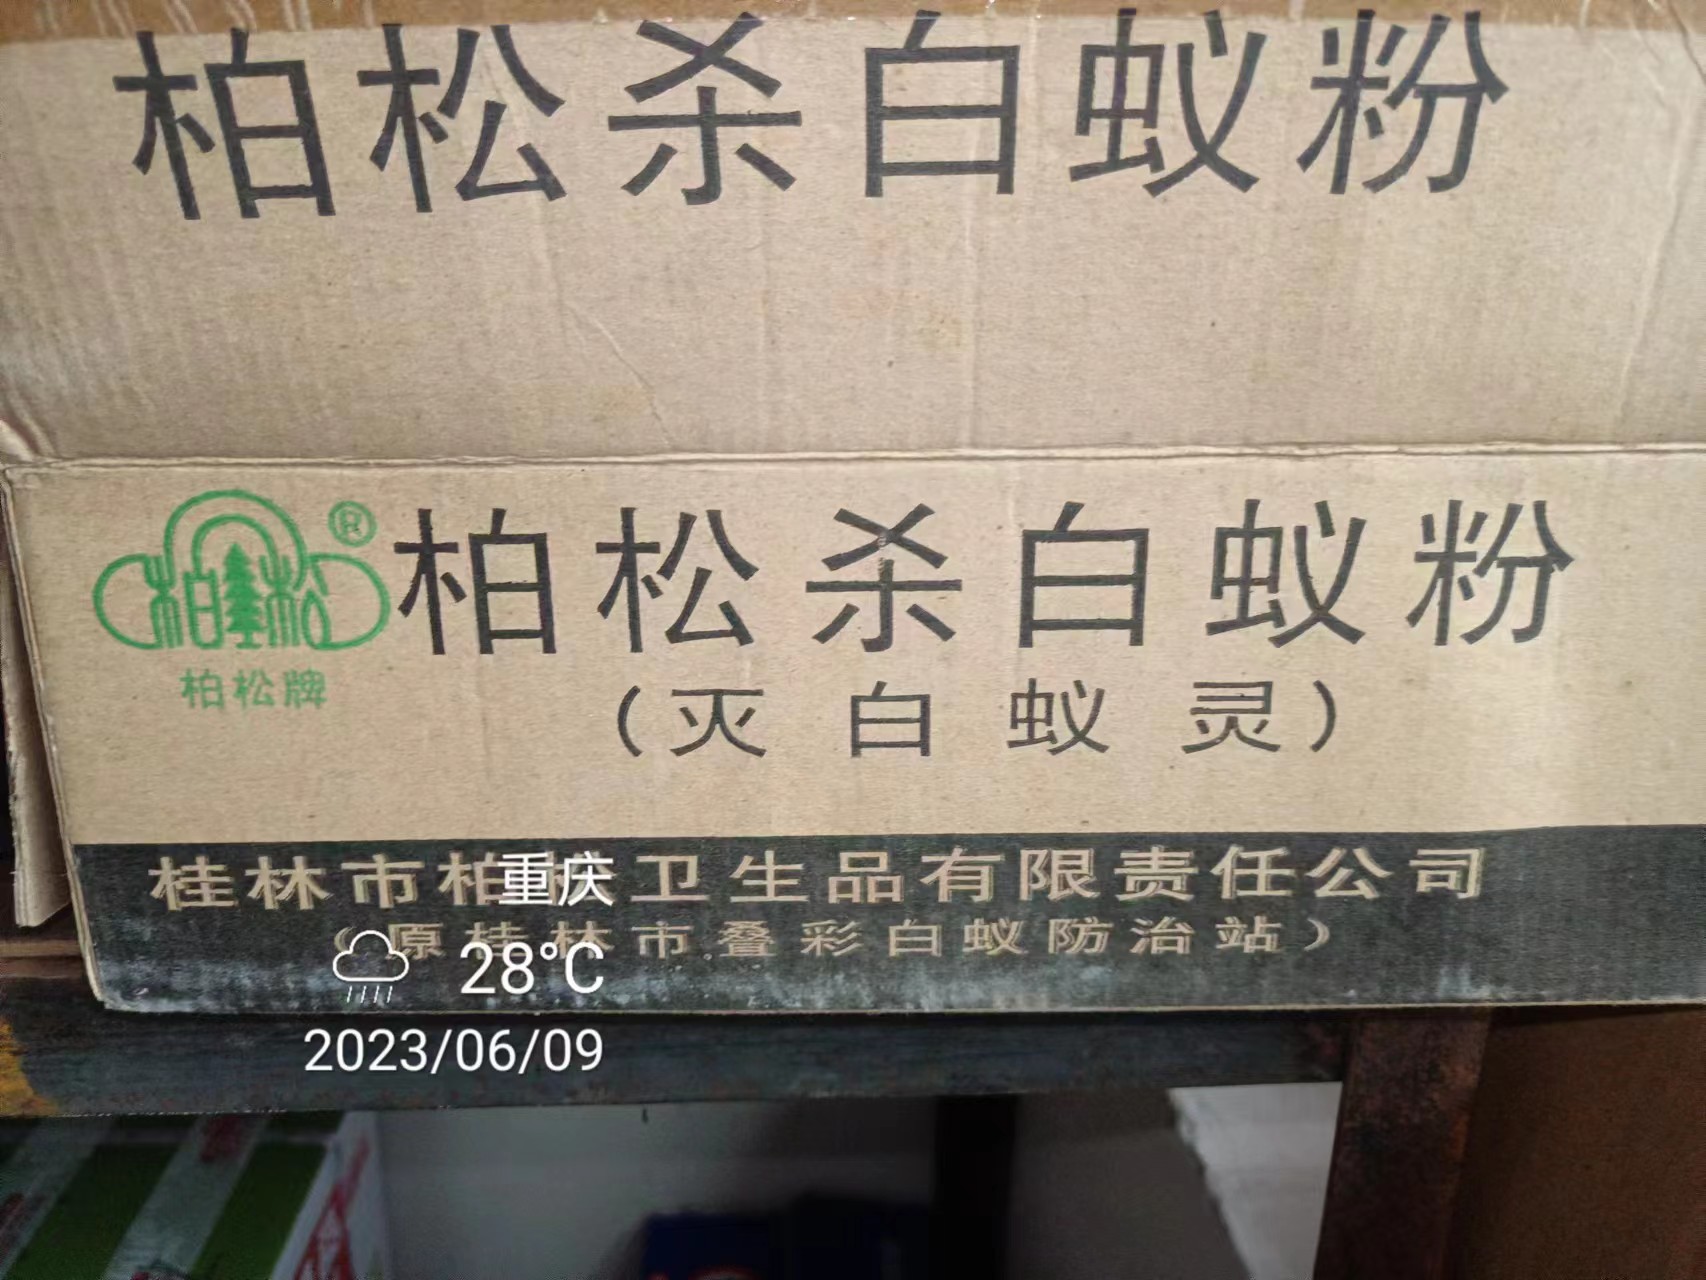 柏松杀白蚁粉
柏松
®
柏松杀白蚁粉
柏松牌
(灭白蚁灵)
桂林市柏 卫生品有限责任公司
重庆
(原桂林市叠彩白蚁防治站)
28°C
2023/06/09